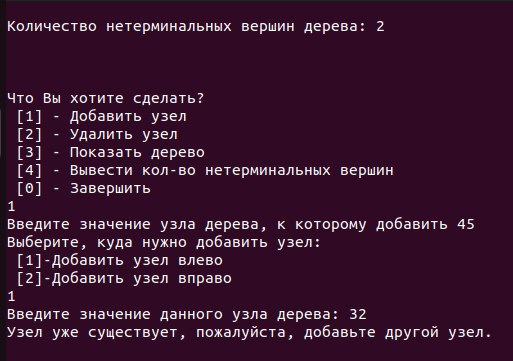 Количество нетерминальных вершин дерева: 2
Что Вы хотите сделать?
[1] - Добавить узел
[2] - Удалить узел
[3] - Показать дерево
[4] - Вывести кол-во нетерминальных вершин
[0] - Завершить
1
Введите значение узла дерева, к которому добавить 45
Выберите, куда нужно добавить узел:
[1]-Добавить узел влево
[2]-Добавить узел вправо
1
Введите значение данного узла дерева: 32
Узел уже существует, пожалуйста, добавьте другой узел.